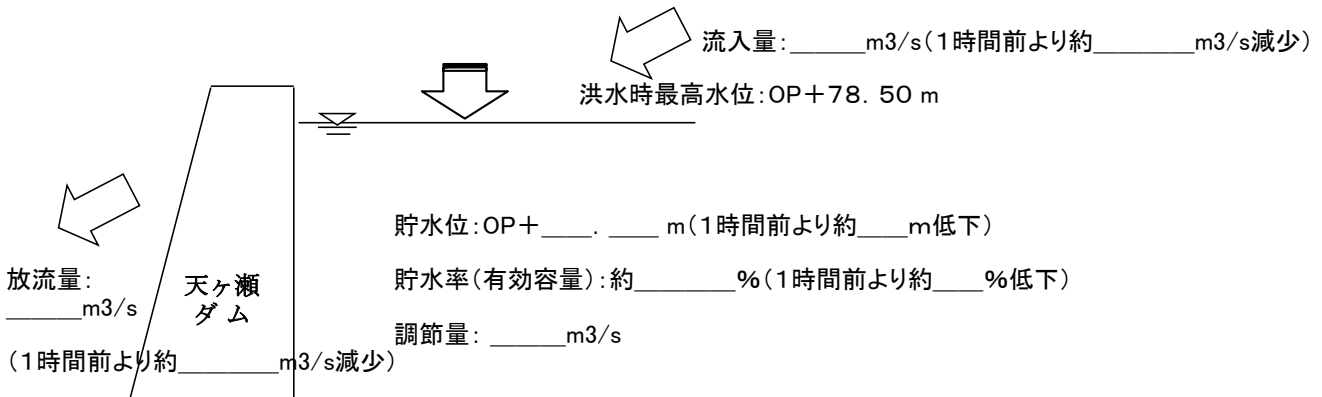 流入量：______m3/s（１時間前より約________m3/s減少）
洪水時最高水位：OP＋７８．５０ m
貯水位：OP＋____．____ m（１時間前より約____ｍ低下）
貯水率（有効容量）：約________％（１時間前より約____％低下）
調節量： ______m3/s
放流量：
______m3/s
（１時間前より約________m3/s減少）
天ヶ瀬
ダム